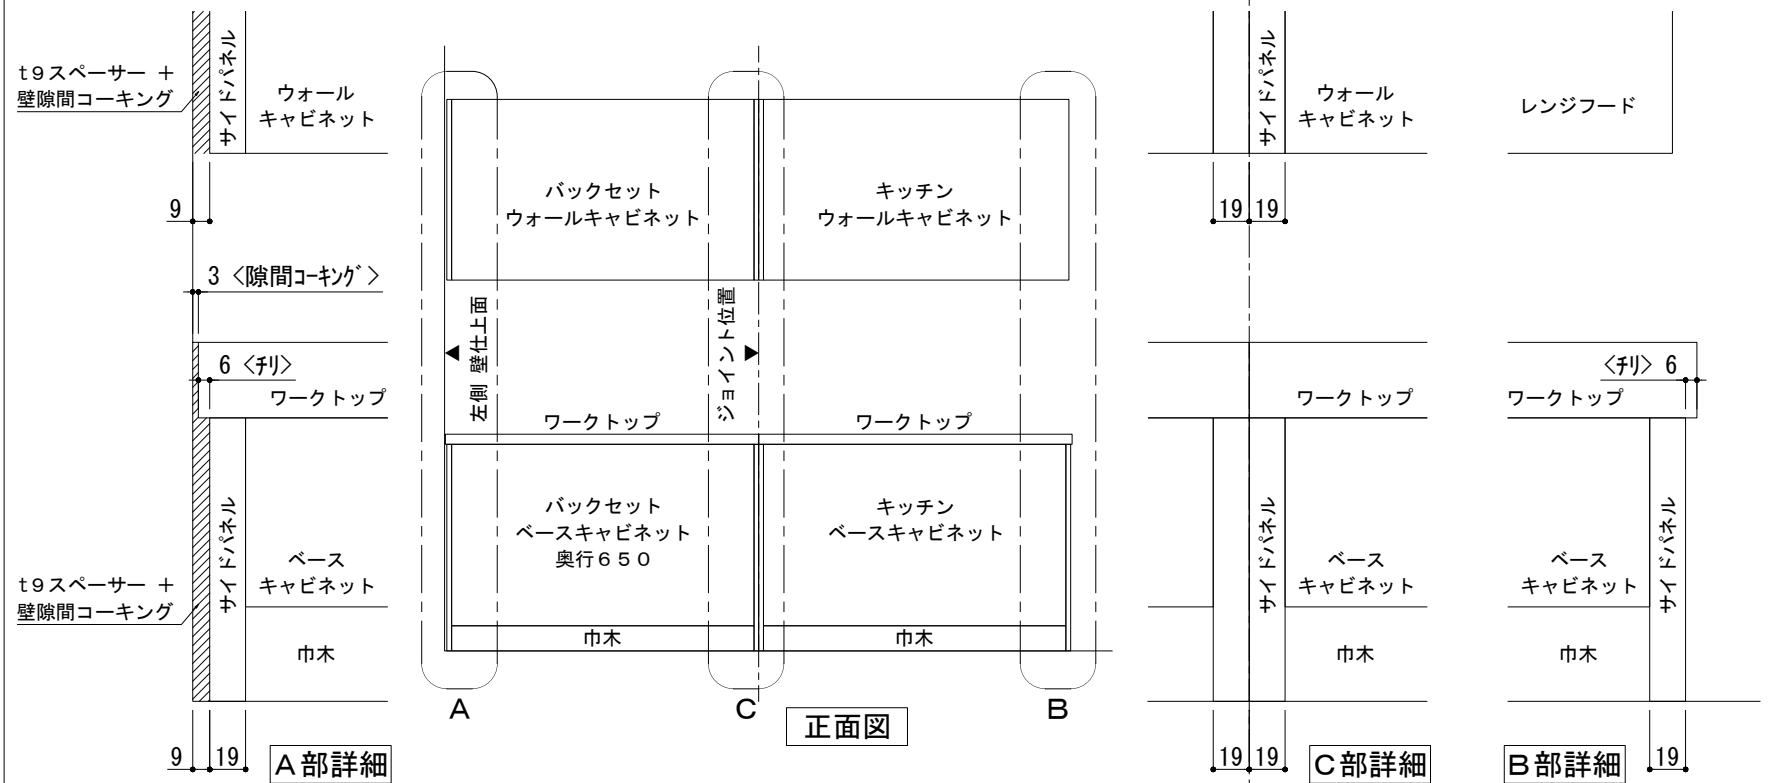 t9スペーサー ＋
壁隙間コーキング
サイドパネル
ウォール
キャビネット
9
3 〈隙間ｺｰｷﾝｸﾞ〉
6 〈ﾁﾘ〉
ワークトップ
サイドパネル
ベース
キャビネット
t9スペーサー ＋
壁隙間コーキング
巾木
9
19
A部詳細
バックセット
ウォールキャビネット
キッチン
ウォールキャビネット
左側 壁仕上面
ジョイント位置
ワークトップ
ワークトップ
バックセット
ベースキャビネット
奥行６５０
キッチン
ベースキャビネット
巾木
巾木
A
C
B
正面図
サイドパネル
ウォール
キャビネット
19
19
ワークトップ
サイドパネル
ベース
キャビネット
巾木
19
19
C部詳細
レンジフード
〈ﾁﾘ〉 6
ワークトップ
ベース
キャビネット
サイドパネル
巾木
B部詳細
19